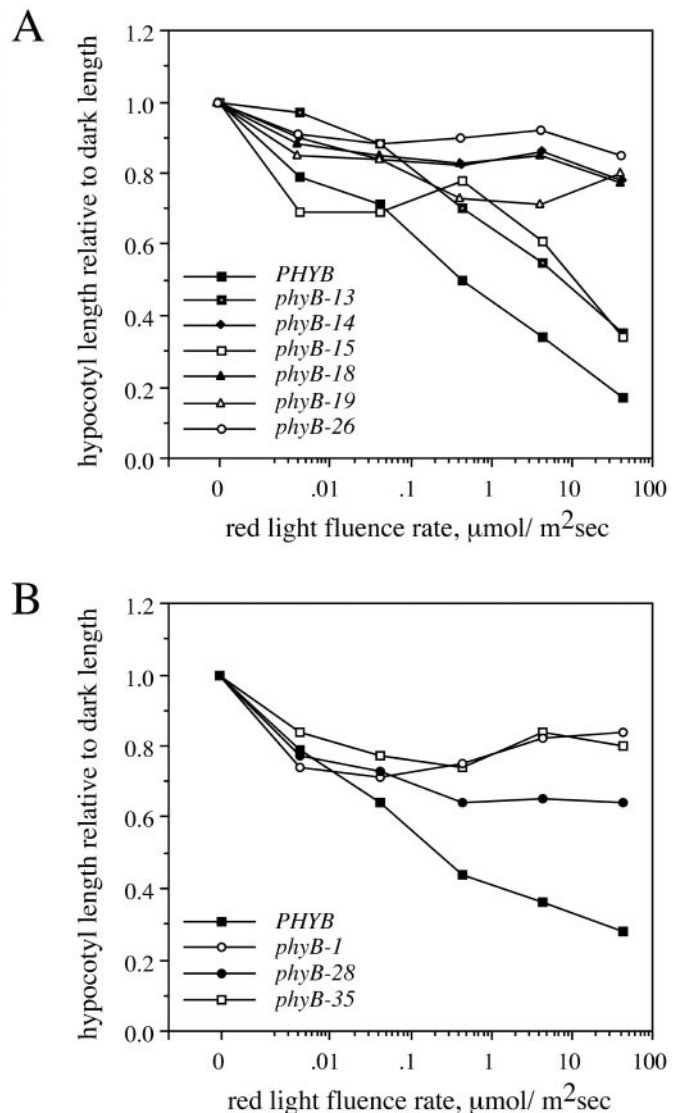 A
hypocotyl length relative to dark length
1.2
1.0
0.8
0.6
0.4
0.2
0.0
PHYB
phyB-13
phyB-14
phyB-15
phyB-18
phyB-19
phyB-26
0 .01 .1 1 10 100
red light fluence rate, μmol/ m²sec
B
hypocotyl length relative to dark length
1.2
1.0
0.8
0.6
0.4
0.2
0.0
PHYB
phyB-1
phyB-28
phyB-35
0 .01 .1 1 10 100
red light fluence rate, μmol/ m²sec